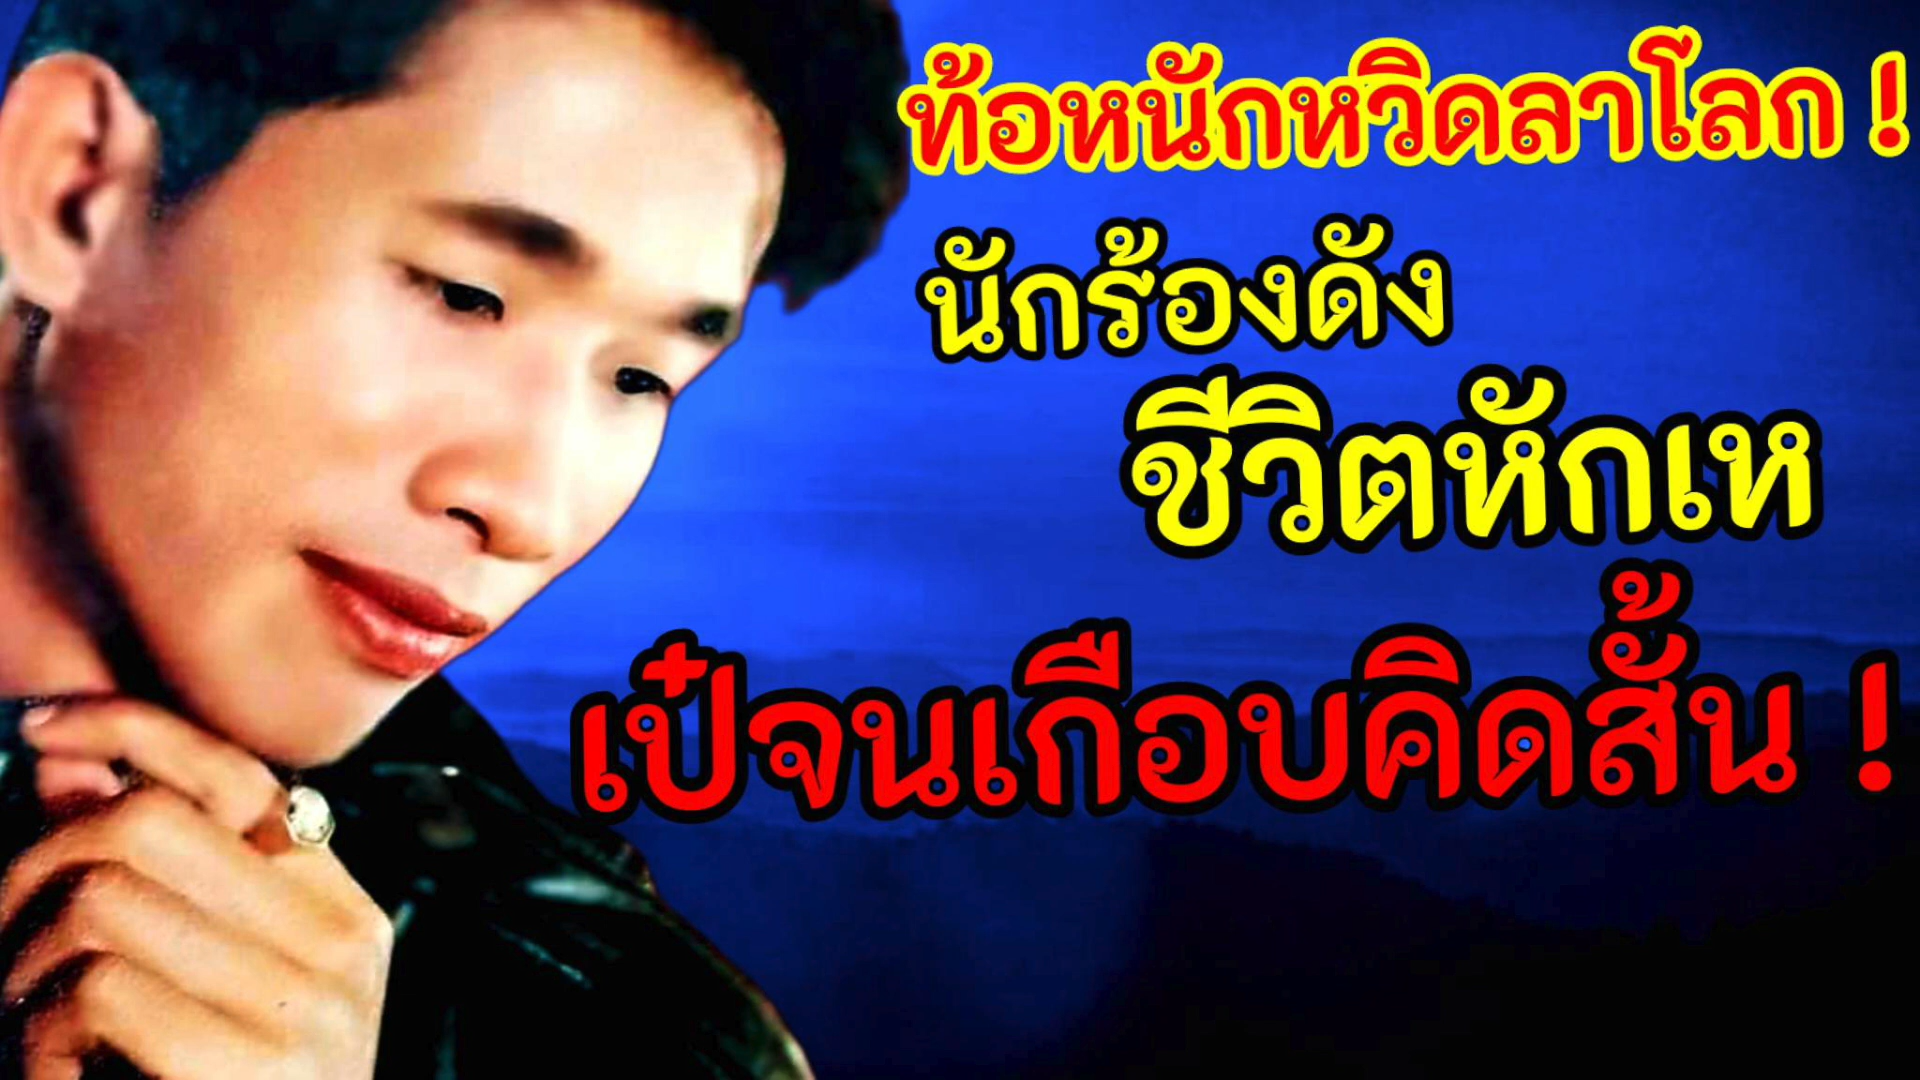 ท้อหนักหวิดลาโลก !
นักร้องดัง
ชีวิตหักเห
เป๋จนเกือบคิดสั้น !